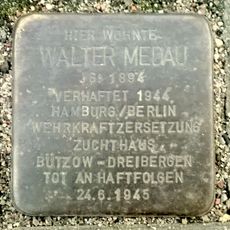 HIER WOHNTE
WALTER MEDAU
JG. 1894
VERHAFTET 1944
HAMBURG/BERLIN
WEHRKRAFTZERSETZUNG
ZUCHTHAUS
BÜTZOW-DREIBERGEN
TOT AN HAFTFOLGEN
24.6.1945